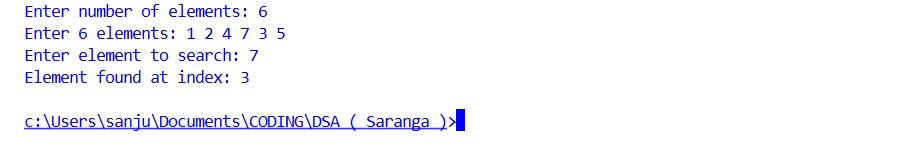 Enter number of elements: 6
Enter 6 elements: 1 2 4 7 3 5
Enter element to search: 7
Element found at index: 3
c:\Users\sanju\Documents\CODING\DSA ( Saranga )>